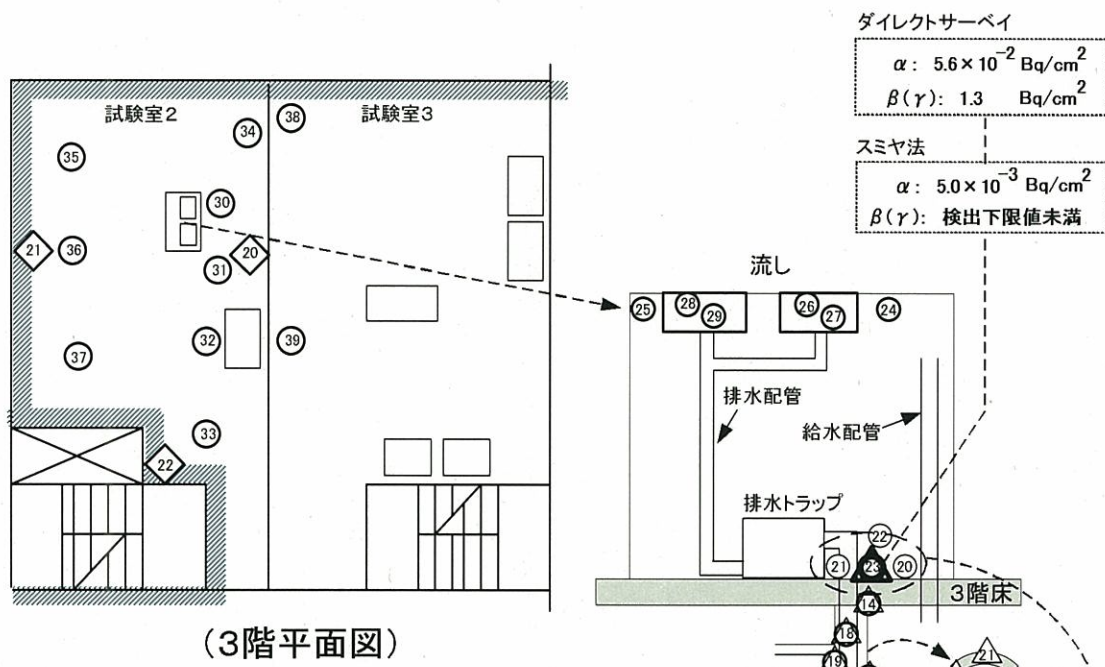 ダイレクトサーベイ
α: 5.6×10⁻² Bq/cm²
β(γ): 1.3 Bq/cm²
スミヤ法
α: 5.0×10⁻³ Bq/cm²
β(γ): 検出下限値未満
試験室2
試験室3
38
34
35
30
21
36
20
31
32
39
37
33
22
(3階平面図)
流し
25
28
29
26
27
24
排水配管
給水配管
排水トラップ
22
21
23
20
3階床
14
18
19
21